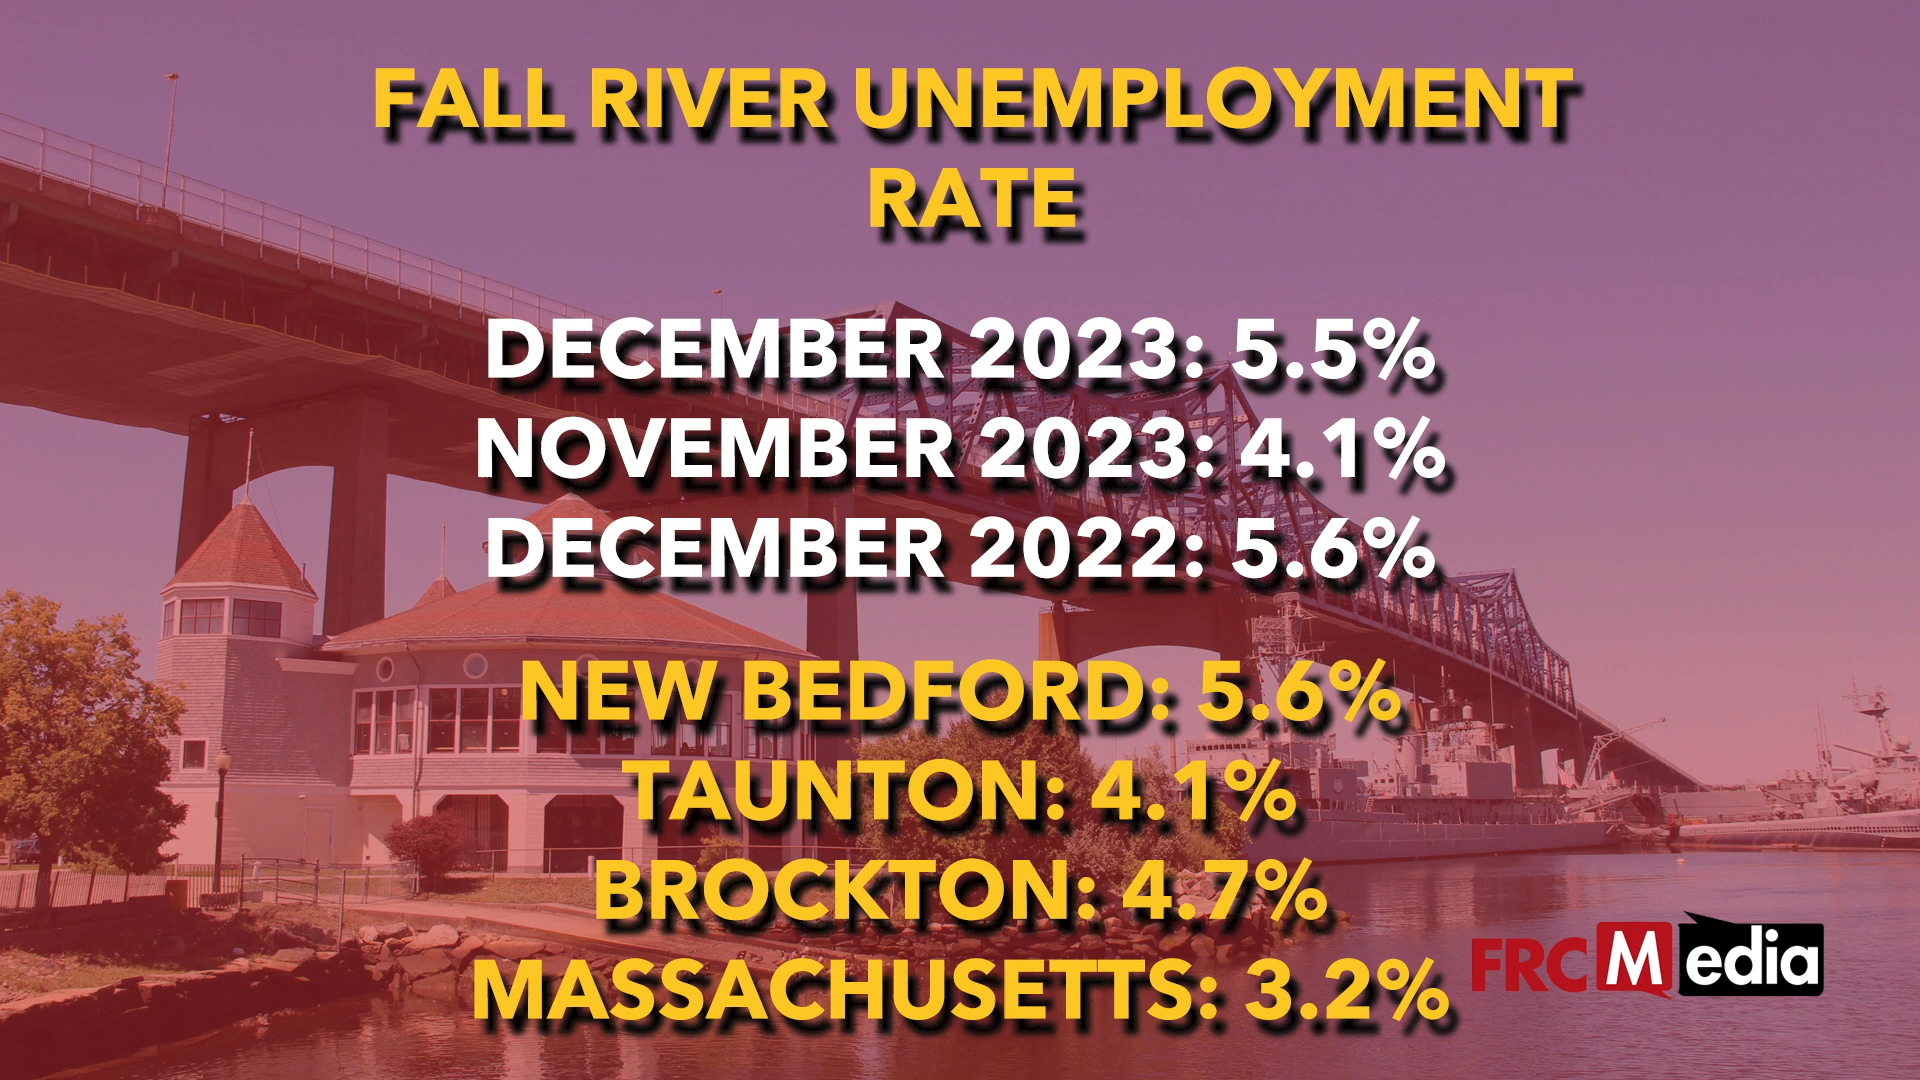 FALL RIVER UNEMPLOYMENT
RATE
DECEMBER 2023: 5.5%
NOVEMBER 2023: 4.1%
DECEMBER 2022: 5.6%
NEW BEDFORD: 5.6%
TAUNTON: 4.1%
BROCKTON: 4.7%
MASSACHUSETTS: 3.2%
FRCMedia